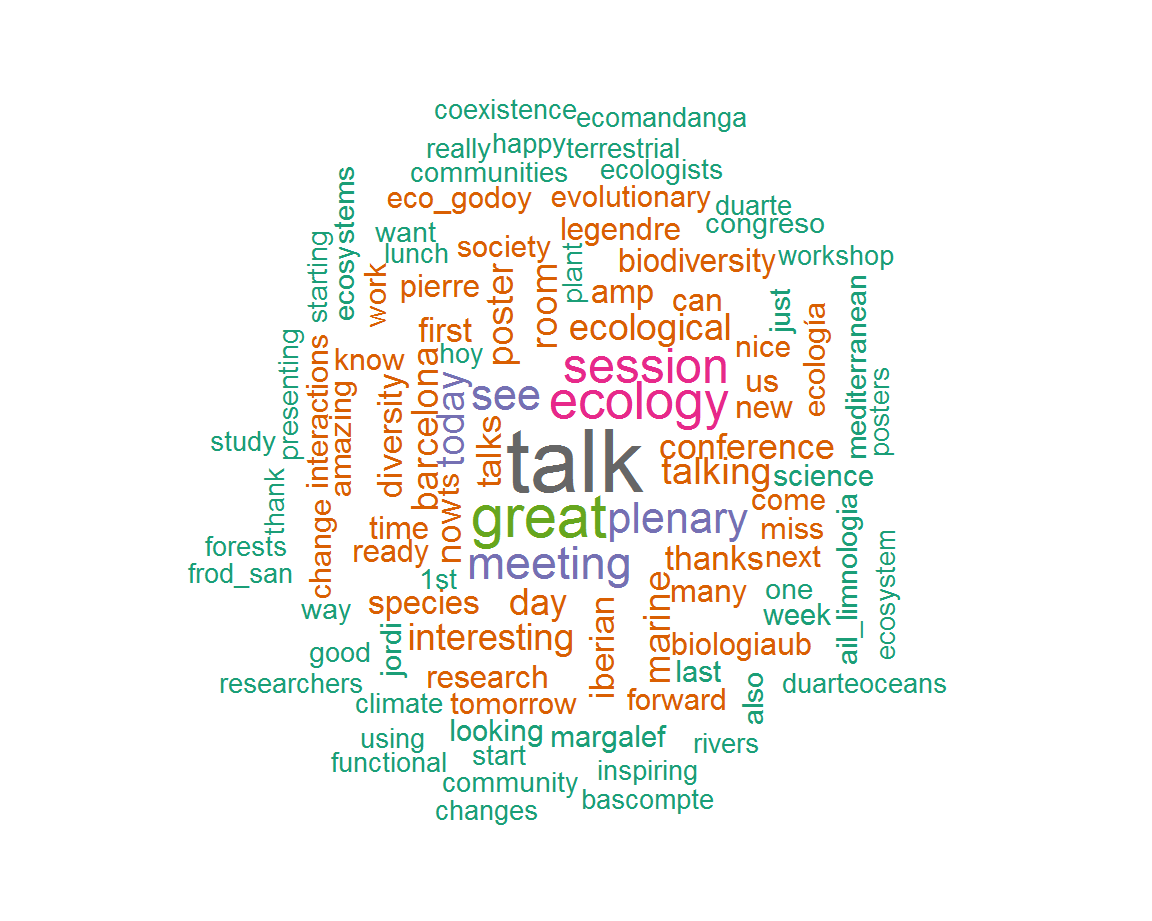 coexistence
ecomandanga
really
happy
terrestrial
communities
ecologists
eco_godoy
evolutionary
duarte
congreso
ecosystems
want
legendre
society
lunch
plant
biodiversity
workshop
starting
work
pierre
poster
room
amp
can
just
mediterranean
first
ecological
nice
ecología
presenting
interactions
know
hoy
session
us
posters
amazing
diversity
barcelona
today
see
ecology
new
study
talks
talk
conference
talking
science
thank
change
time
nowts
great
plenary
come
miss
ail_limnologia
ecosystem
forests
ready
meeting
thanks
next
frod_san
1st
many
one
way
species
day
iberian
marine
week
good
jordi
interesting
biologiaub
researchers
research
last
also
duarteoceans
climate
tomorrow
forward
using
looking
margalef
rivers
functional
start
inspiring
community
bascompte
changes